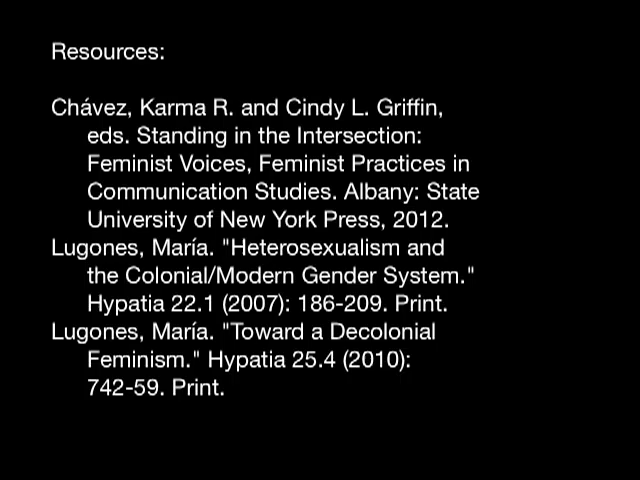 Resources:
Chávez, Karma R. and Cindy L. Griffin,
eds. Standing in the Intersection:
Feminist Voices, Feminist Practices in
Communication Studies. Albany: State
University of New York Press, 2012.
Lugones, María. "Heterosexualism and
the Colonial/Modern Gender System."
Hypatia 22.1 (2007): 186-209. Print.
Lugones, María. "Toward a Decolonial
Feminism." Hypatia 25.4 (2010):
742-59. Print.